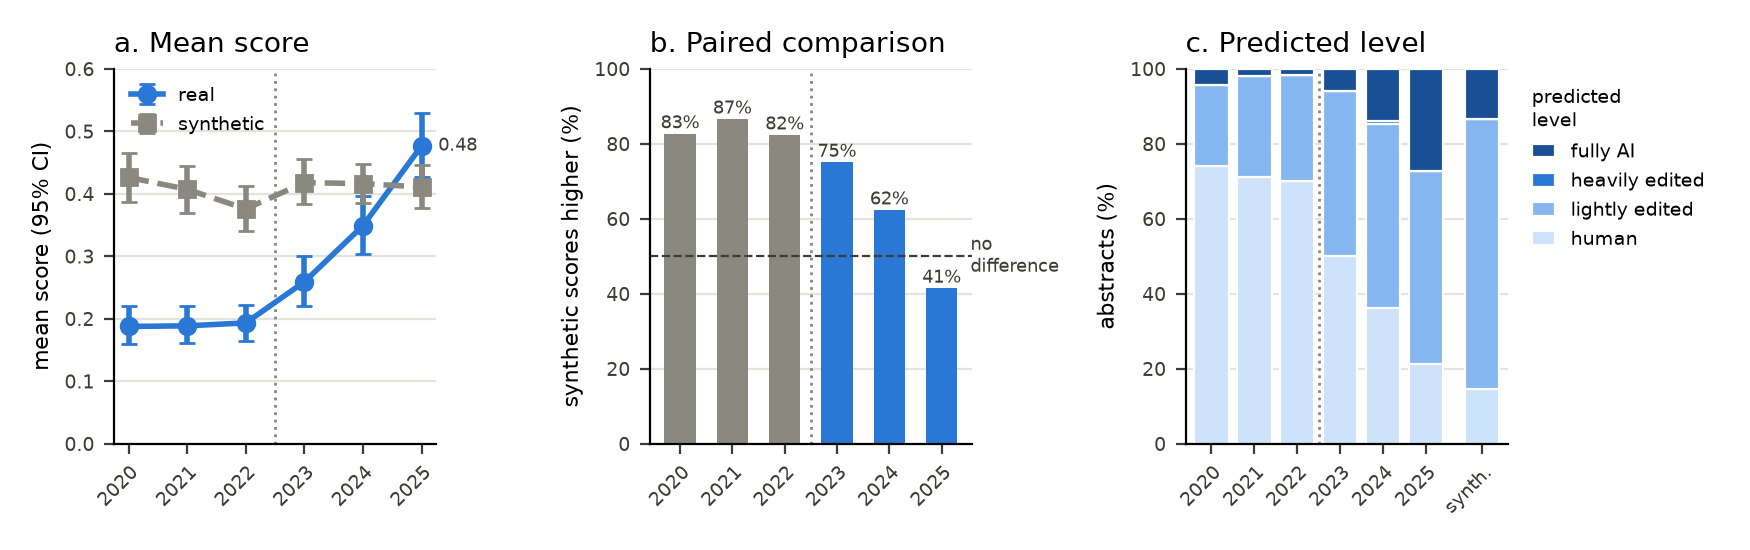 a. Mean score
mean score (95% CI)
0.6
0.5
0.4
0.3
0.2
0.1
0.0
real
synthetic
0.48
2020
2021
2022
2023
2024
2025
b. Paired comparison
synthetic scores higher (%)
100
80
60
40
20
0
83%
87%
82%
75%
62%
41%
no
difference
2020
2021
2022
2023
2024
2025
c. Predicted level
abstracts (%)
100
80
60
40
20
0
2020
2021
2022
2023
2024
2025
synth.
predicted
level
fully AI
heavily edited
lightly edited
human